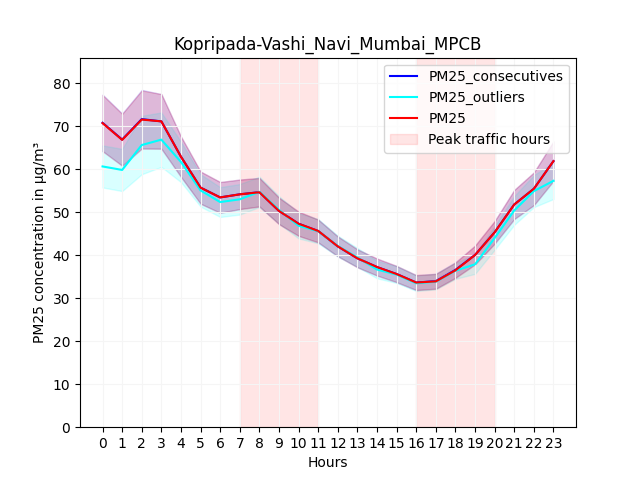 Kopripada-Vashi_Navi_Mumbai_MPCB
PM25_consecutives
PM25_outliers
PM25
Peak traffic hours
PM25 concentration in µg/m³
80
70
60
50
40
30
20
10
0
0 1 2 3 4 5 6 7 8 9 10 11 12 13 14 15 16 17 18 19 20 21 22 23
Hours